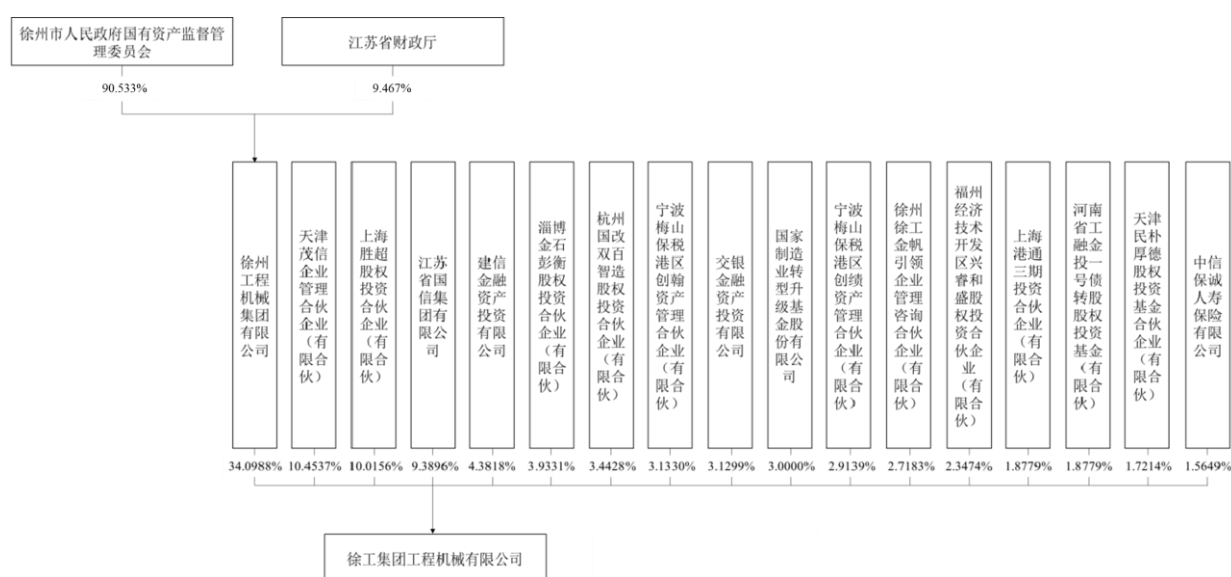 徐州市人民政府国有资产监督管
理委员会
江苏省财政厅
90.533%
9.467%
徐州工程机械集团有限公司
天津茂信企业管理合伙企业（有限合伙）
上海胜超股权投资合伙企业（有限合伙）
江苏省国信集团有限公司
建信金融资产投资有限公司
淄博金石彭衡股权投资合伙企业（有限合伙）
杭州国改双百智造股权投资合伙企业（有限合伙）
宁波梅山保税港区创翰资产管理合伙企业（有限合伙）
交银金融资产投资有限公司
国家制造业转型升级基金股份有限公司
宁波梅山保税港区创绩资产管理合伙企业（有限合伙）
徐州徐工金帆引领企业管理咨询合伙企业（有限合伙）
福州经济技术开发区兴睿和盛股权投资合伙企业（有限合伙）
上海港通三期投资合伙企业（有限合伙）
河南省工融金投一号债转股股权投资基金（有限合伙）
天津民朴厚德股权投资基金合伙企业（有限合伙）
中信保诚人寿保险有限公司
34.0988%
10.4537%
10.0156%
9.3896%
4.3818%
3.9331%
3.4428%
3.1330%
3.1299%
3.0000%
2.9139%
2.7183%
2.3474%
1.8779%
1.8779%
1.7214%
1.5649%
徐工集团工程机械有限公司